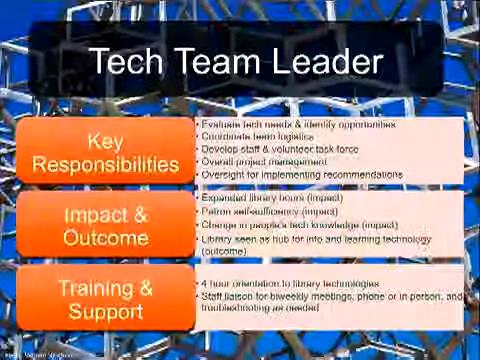 Tech Team Leader
Key
Responsibilities
• Evaluate tech needs & identify opportunities
• Coordinate team logistics
• Develop staff & volunteer task force
• Overall project management
• Oversight for implementing recommendations
Impact &
Outcome
• Expanded library hours (impact)
• Patron self-sufficiency (impact)
• Change in people's tech knowledge (impact)
• Library seen as hub for info and learning technology
(outcome)
Training &
Support
• 4 hour orientation to library technologies
• Staff liaison for biweekly meetings, phone or in person, and
troubleshooting as needed